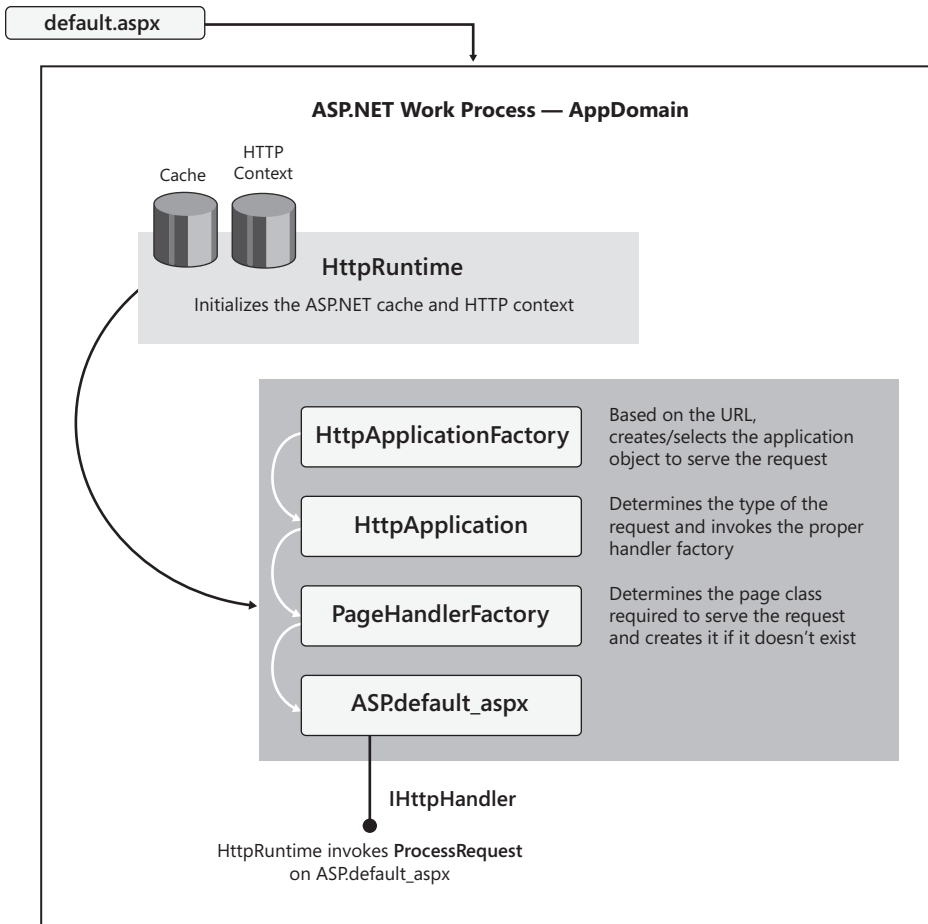 default.aspx
ASP.NET Work Process — AppDomain
Cache
HTTP
Context
HttpRuntime
Initializes the ASP.NET cache and HTTP context
HttpApplicationFactory
Based on the URL,
creates/selects the application
object to serve the request
HttpApplication
Determines the type of the
request and invokes the proper
handler factory
PageHandlerFactory
Determines the page class
required to serve the request
and creates it if it doesn’t exist
ASP.default_aspx
IHttpHandler
HttpRuntime invokes ProcessRequest
on ASP.default_aspx